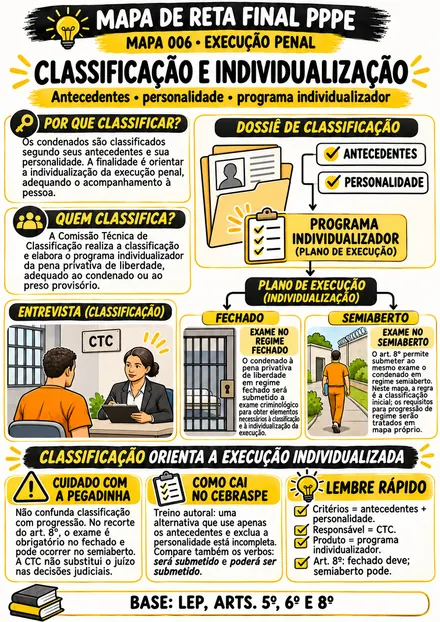 MAPA DE RETA FINAL PPPE
MAPA 006 • EXECUÇÃO PENAL
CLASSIFICAÇÃO E INDIVIDUALIZAÇÃO
Antecedentes • personalidade • programa individualizador
POR QUE CLASSIFICAR?
Os condenados são classificados
segundo seus antecedentes e sua
personalidade. A finalidade é orientar
a individualização da execução penal,
adequando o acompanhamento à
pessoa.
QUEM CLASSIFICA?
A Comissão Técnica de
Classificação realiza a classificação
e elabora o programa individualizador
da pena privativa de liberdade,
adequado ao condenado ou ao
preso provisório.
DOSSIÊ DE CLASSIFICAÇÃO
ANTECEDENTES
PERSONALIDADE
PROGRAMA
INDIVIDUALIZADOR
(PLANO DE EXECUÇÃO)
PLANO DE EXECUÇÃO
(INDIVIDUALIZAÇÃO)
ENTREVISTA (CLASSIFICAÇÃO)
CTC
FECHADO
EXAME NO
REGIME
FECHADO
O condenado à
pena privativa
de liberdade
em regime
fechado será
submetido a
exame criminológico
para obter elementos
necessários à classificação
e à individualização da
execução.
SEMIABERTO
EXAME NO
SEMIABERTO
O art. 8º permite
submeter ao
mesmo exame o
condenado em
regime semiaberto.
Neste mapa, a regra
é a classificação
inicial; os requisitos
para progressão de
regime serão
tratados em
mapa próprio.
CLASSIFICAÇÃO ORIENTA A EXECUÇÃO INDIVIDUALIZADA
CUIDADO COM
A PEGADINHA
Não confunda classificação
com progressão. No recorte
do art. 8º, o exame é
obrigatório no fechado e
pode ocorrer no semiaberto.
A CTC não substitui o juízo
nas decisões judiciais.
COMO CAI
NO CEBRASPE
Treino autoral: uma
alternativa que use apenas
os antecedentes e exclua a
personalidade está incompleta.
Compare também os verbos:
será submetido e poderá ser
submetido.
LEMBRE RÁPIDO
Critérios = antecedentes +
personalidade.
Responsável = CTC.
Produto = programa
individualizador.
Art. 8º: fechado deve;
semiaberto pode.
BASE: LEP, ARTS. 5º, 6º E 8º